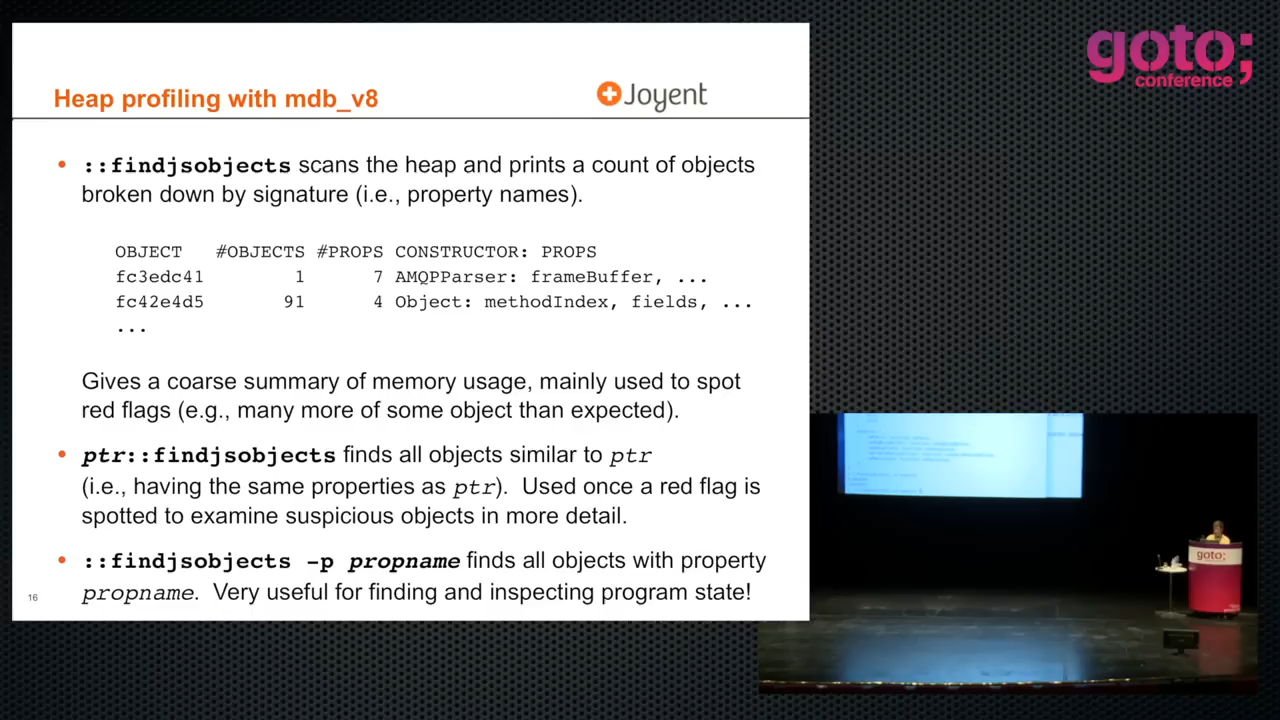 goto;
conference
Heap profiling with mdb_v8
Joyent
• ::findjsobjects scans the heap and prints a count of objects
broken down by signature (i.e., property names).
OBJECT #OBJECTS #PROPS CONSTRUCTOR: PROPS
fc3edc41 1 7 AMQPParser: frameBuffer, ...
fc42e4d5 91 4 Object: methodIndex, fields, ...
...
Gives a coarse summary of memory usage, mainly used to spot
red flags (e.g., many more of some object than expected).
• ptr::findjsobjects finds all objects similar to ptr
(i.e., having the same properties as ptr). Used once a red flag is
spotted to examine suspicious objects in more detail.
• ::findjsobjects -p propname finds all objects with property
propname. Very useful for finding and inspecting program state!
16
goto;